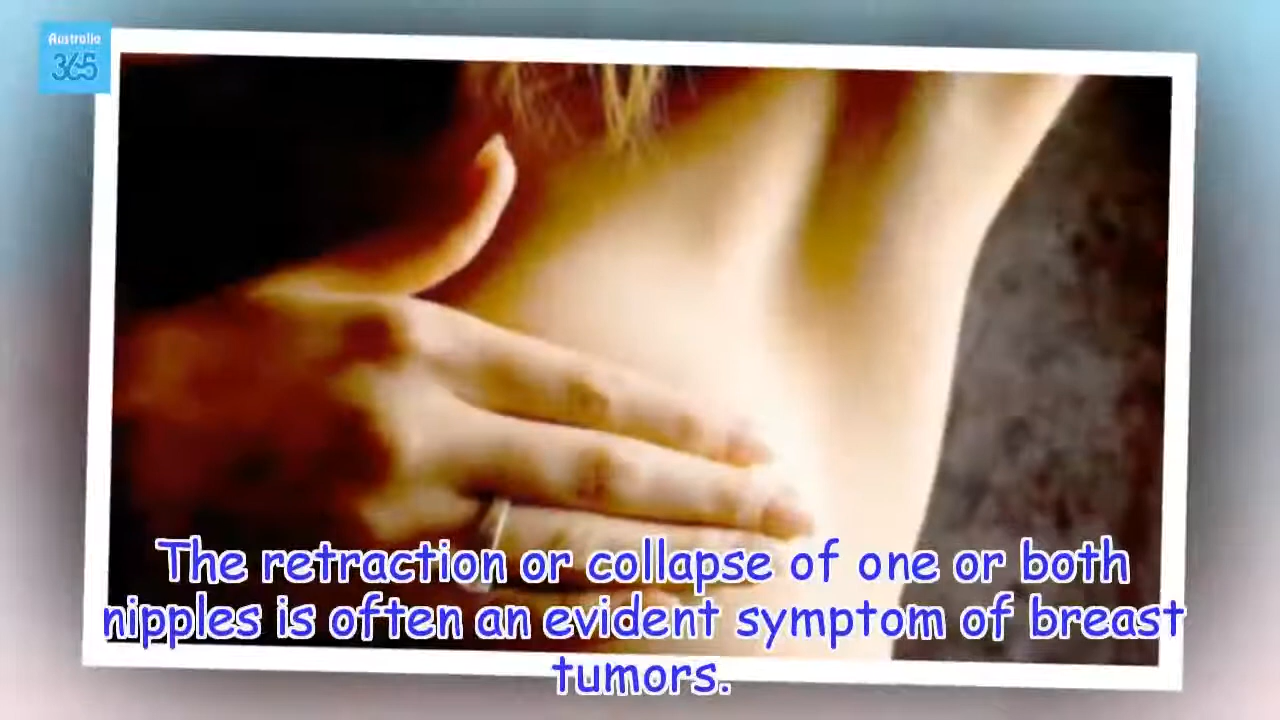 Australia
365
The retraction or collapse of one or both
nipples is often an evident symptom of breast
tumors.